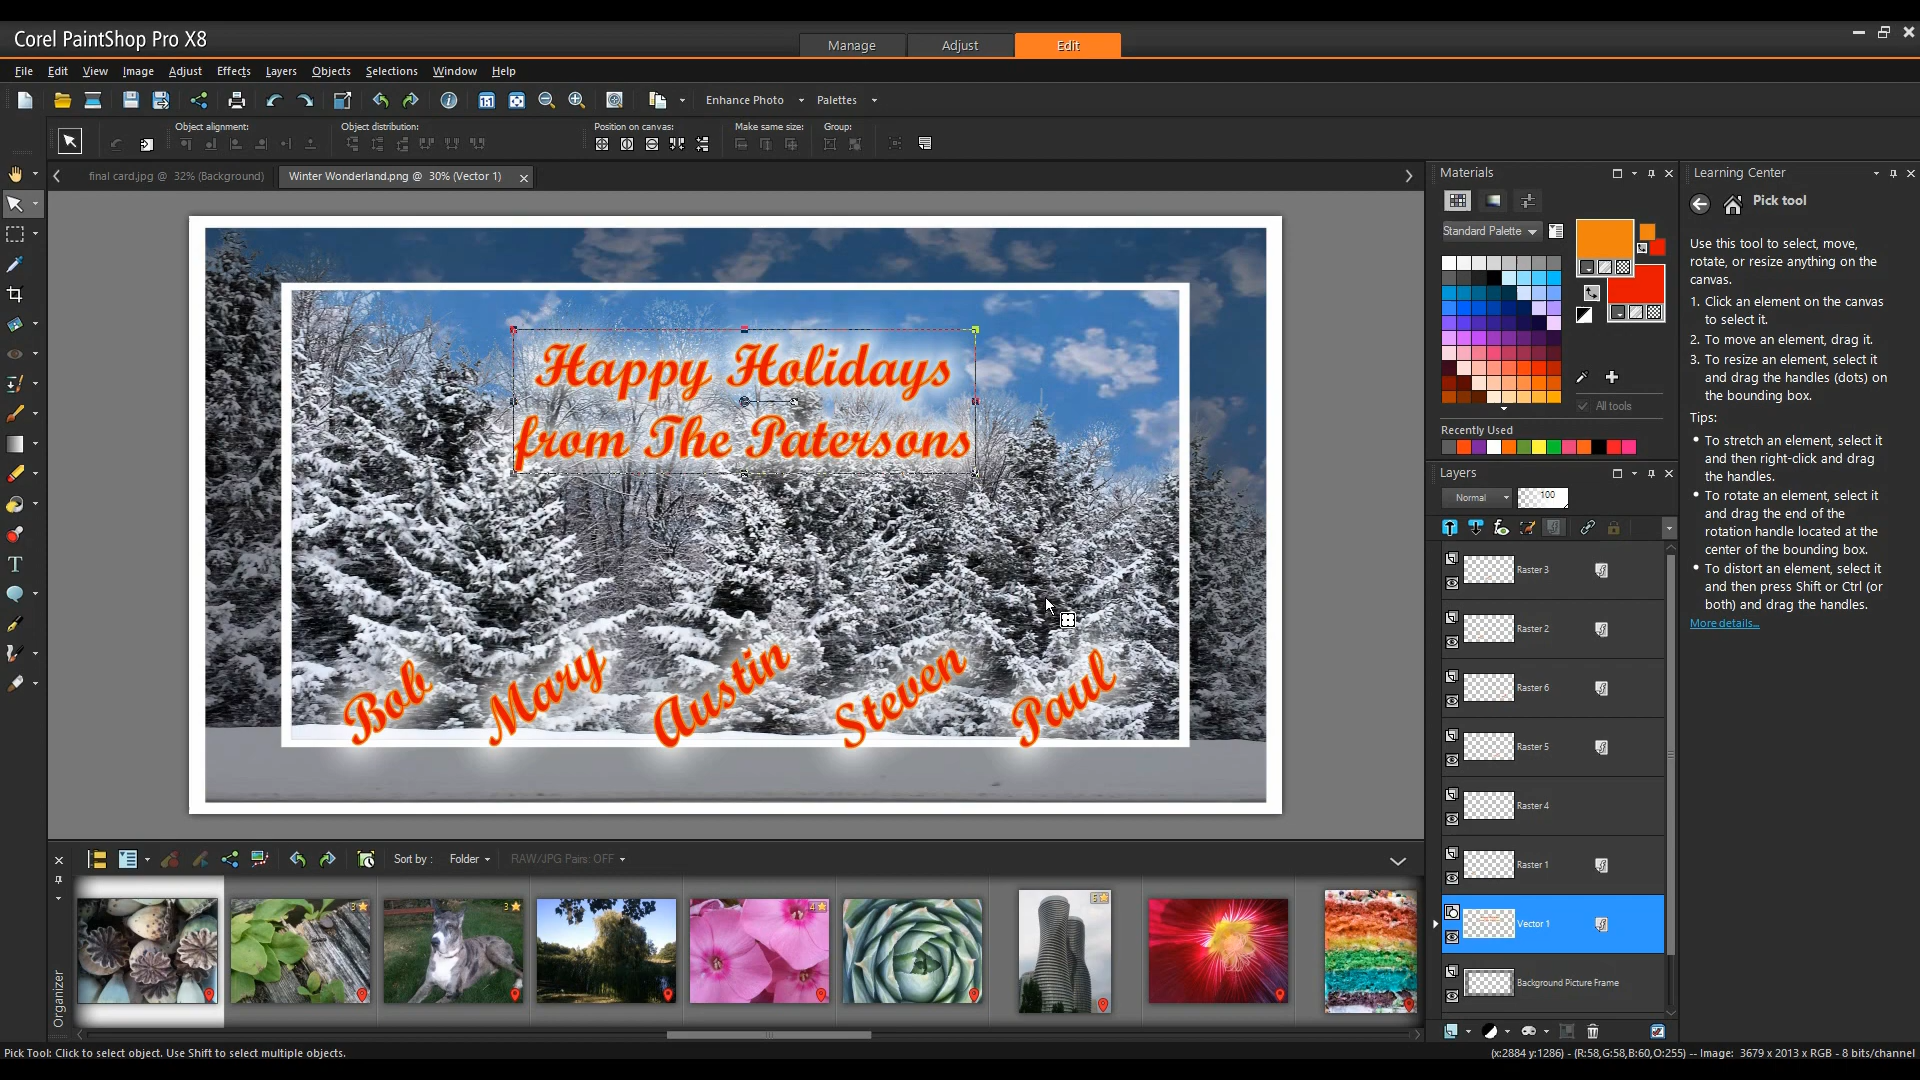 Corel PaintShop Pro X8
Manage
Adjust
Edit
File Edit View Image Adjust Effects Layers Objects Selections Window Help
Enhance Photo
Palettes
Object alignment:
Object distribution:
Position on canvas:
Make same size:
Group:
final card.jpg @ 32% (Background)
Winter Wonderland.png @ 30% (Vector 1)
Happy Holidays
from The Patersons
Bob
Mary
Austin
Steven
Paul
Materials
Standard Palette
All tools
Recently Used
Layers
Normal
100
Raster 3
Raster 2
Raster 6
Raster 5
Raster 4
Raster 1
Vector 1
Background Picture Frame
Learning Center
Pick tool
Use this tool to select, move,
rotate, or resize anything on the
canvas.
1. Click an element on the canvas
to select it.
2. To move an element, drag it.
3. To resize an element, select it
and drag the handles (dots) on
the bounding box.
Tips:
• To stretch an element, select it
and then right-click and drag
the handles.
• To rotate an element, select it
and drag the end of the
rotation handle located at the
center of the bounding box.
• To distort an element, select it
and then press Shift or Ctrl (or
both) and drag the handles.
More details...
Sort by :
Folder
RAW/JPG Pairs: OFF
Organizer
3
3
4
5
Pick Tool: Click to select object. Use Shift to select multiple objects.
(x:2884 y:1286) - (R:58,G:58,B:60,O:255) -- Image: 3679 x 2013 x RGB - 8 bits/channel